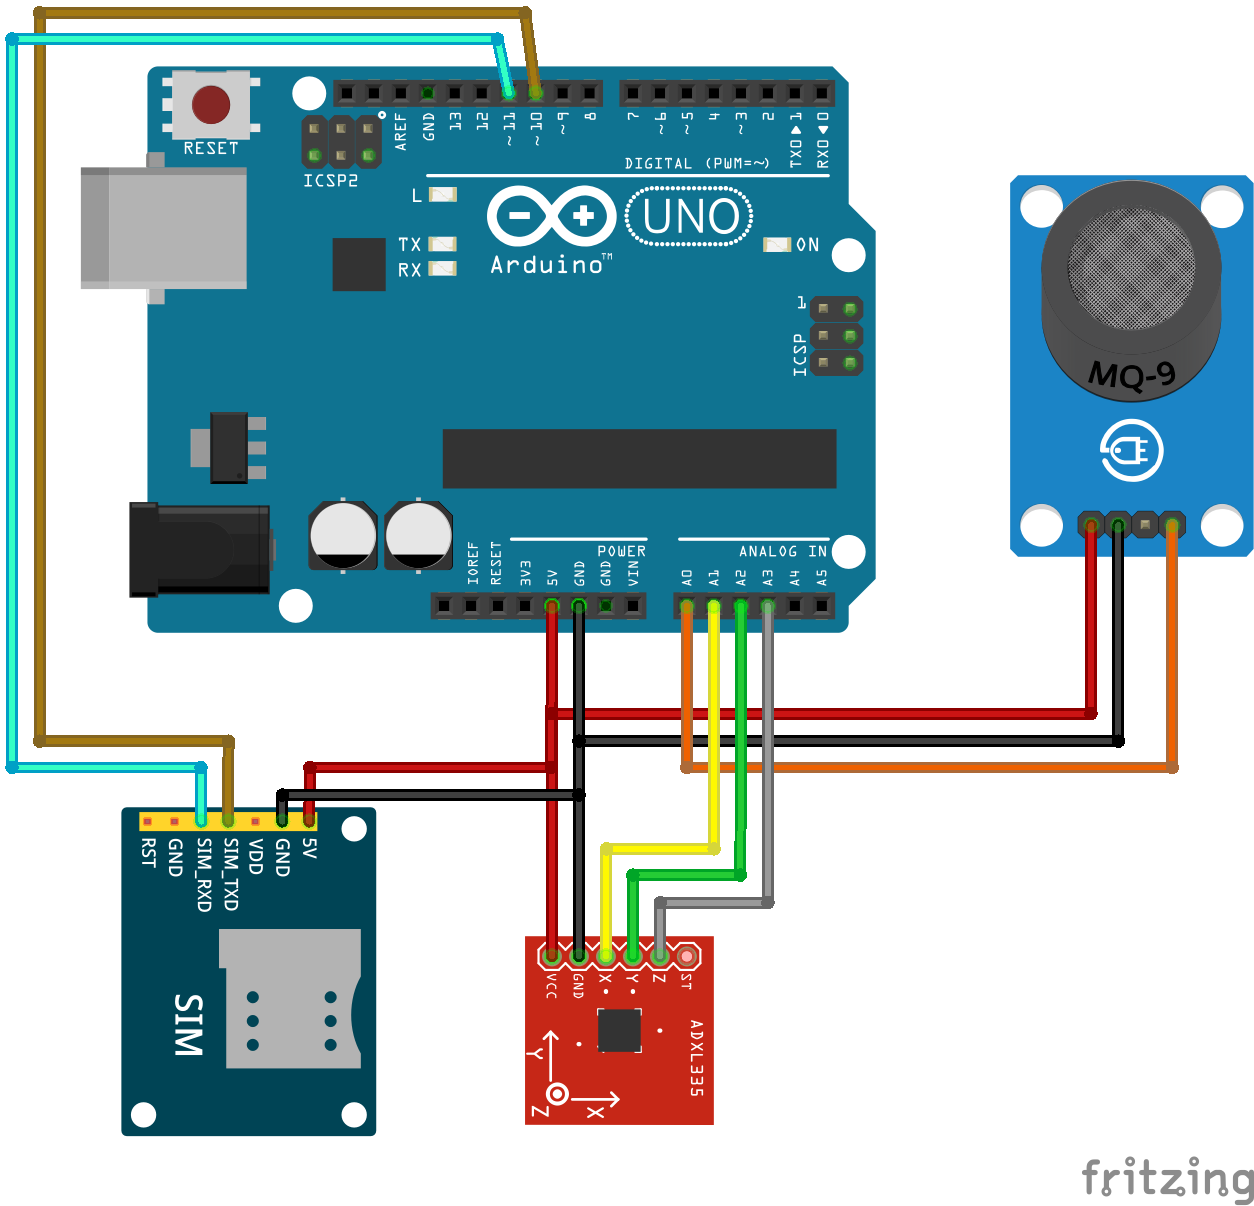 RESET
ICSP2
AREF
GND
13
12
~11
~10
~9
8
7
~6
~5
4
~3
2
TX0▶1
RX0◀0
DIGITAL (PWM=~)
L
TX
RX
UNO
Arduino™
ON
1
ICSP
MQ-9
POWER
ANALOG IN
IOREF
RESET
3V3
5V
GND
GND
VIN
A0
A1
A2
A3
A4
A5
RST
GND
SIM_RXD
SIM_TXD
VDD
GND
5V
SIM
VCC
GND
X
Y
Z
ST
ADXL335
Y
Z
X
fritzing